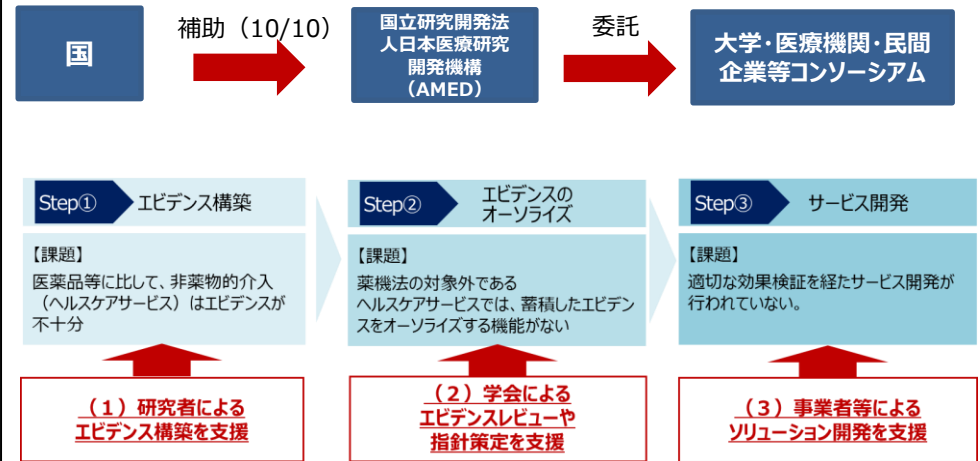 国
補助（10/10）
国立研究開発法
人日本医療研究
開発機構
（AMED）
委託
大学・医療機関・民間
企業等コンソーシアム
Step①
エビデンス構築
【課題】
医薬品等に比して、非薬物的介入
（ヘルスケアサービス）はエビデンスが
不十分
（1）研究者による
エビデンス構築を支援
Step②
エビデンスの
オーソライズ
【課題】
薬機法の対象外である
ヘルスケアサービスでは、蓄積したエビデン
スをオーソライズする機能がない
（2）学会による
エビデンスレビューや
指針策定を支援
Step③
サービス開発
【課題】
適切な効果検証を経たサービス開発が
行われていない。
（3）事業者等による
ソリューション開発を支援